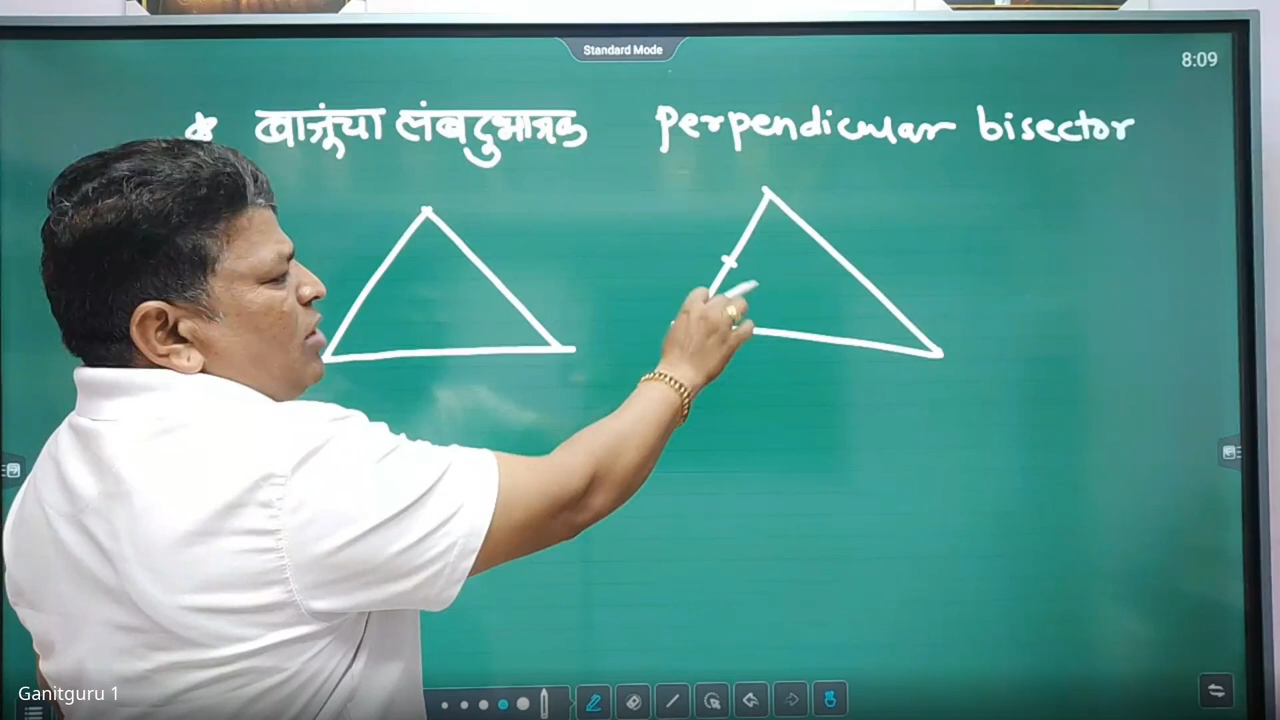 Standard Mode
8:09
* बाजूंचा लंबदुभाजक perpendicular bisector
Ganitguru 1